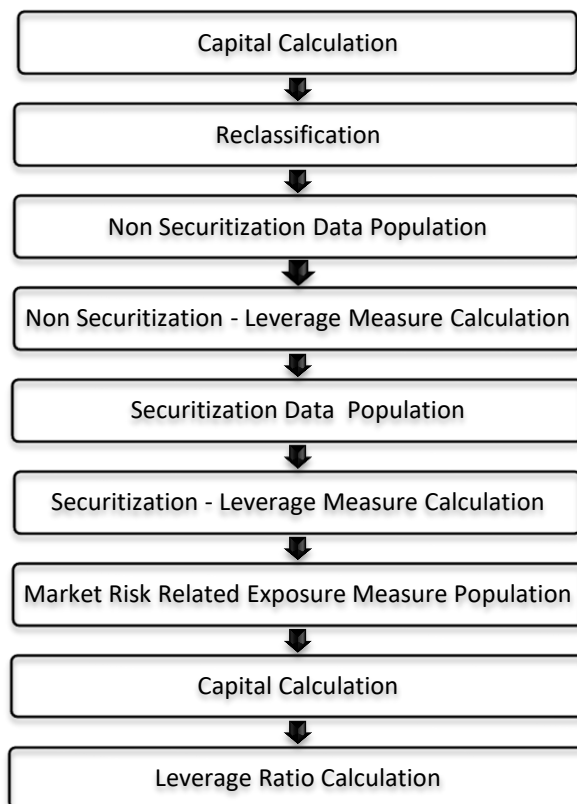 Capital Calculation
Reclassification
Non Securitization Data Population
Non Securitization - Leverage Measure Calculation
Securitization Data  Population
Securitization - Leverage Measure Calculation
Market Risk Related Exposure Measure Population
Capital Calculation
Leverage Ratio Calculation